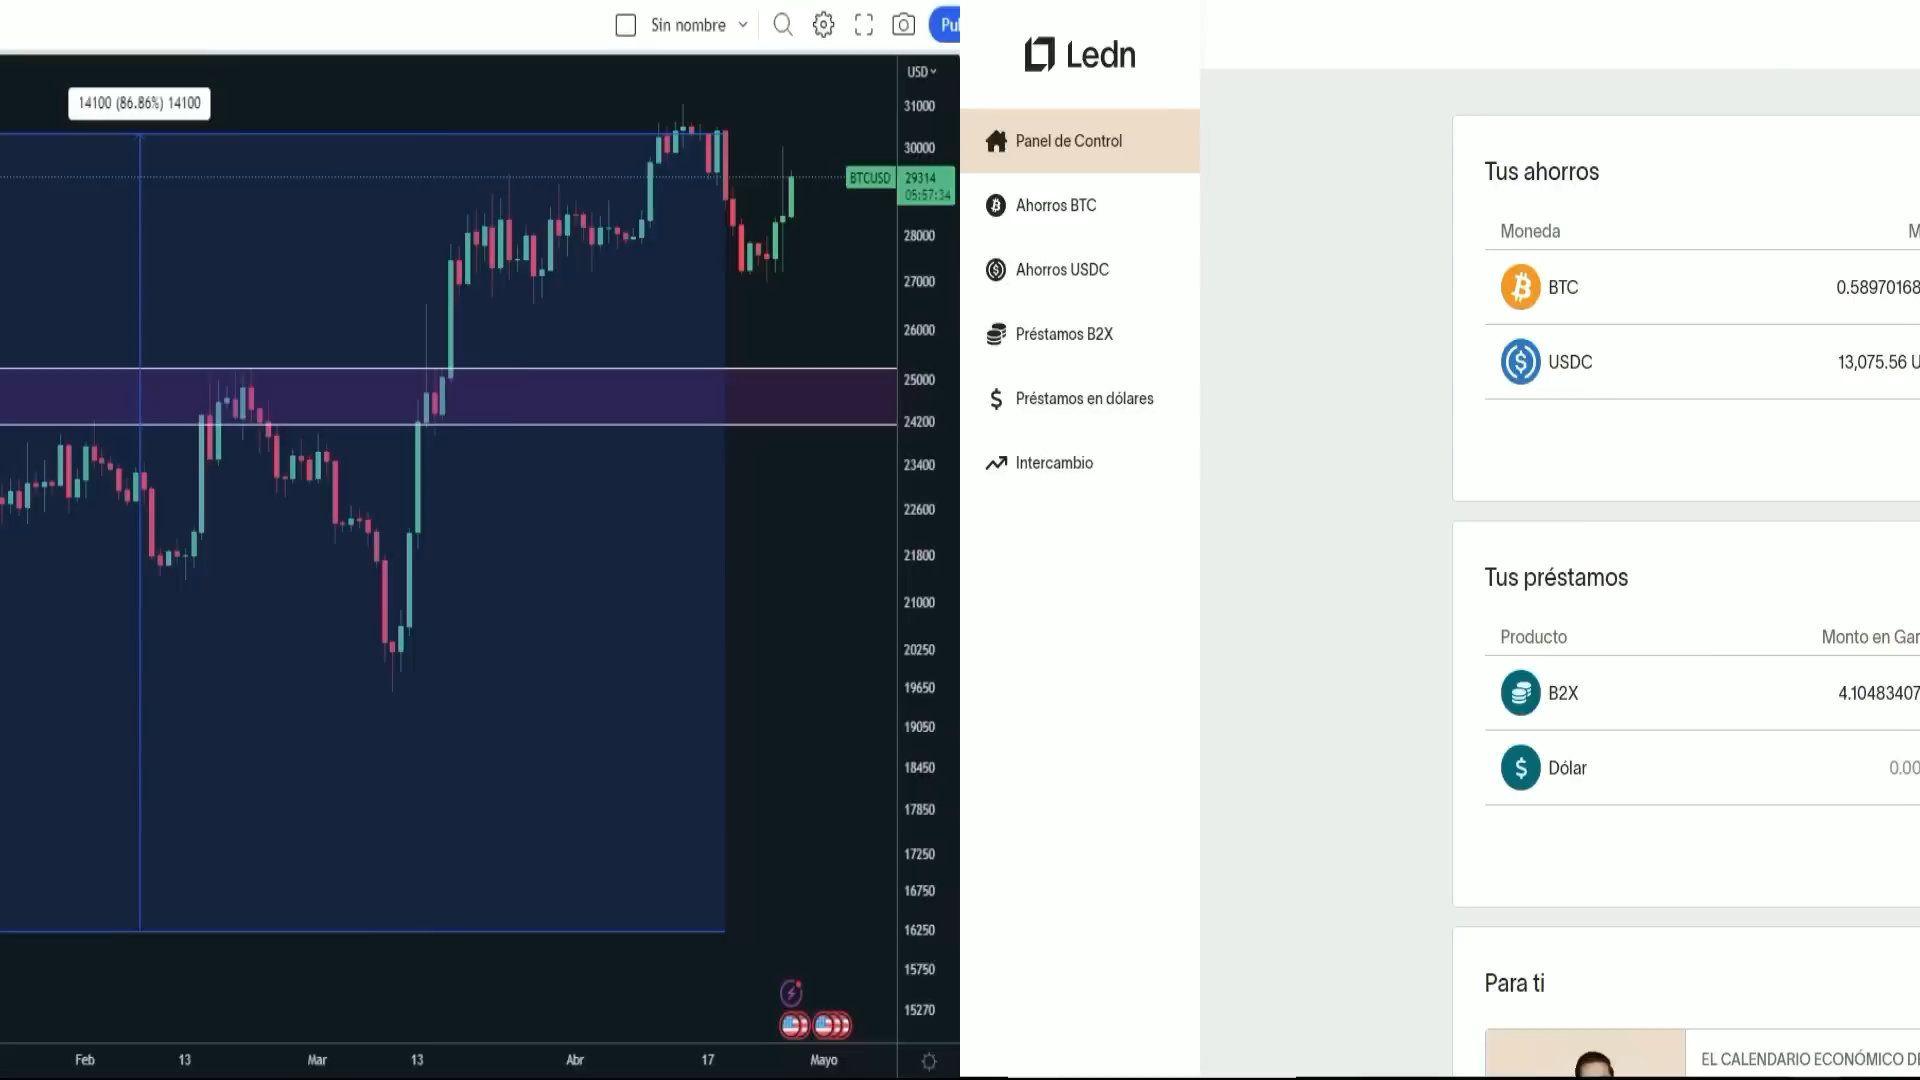 Sin nombre
Pul
USD
14100 (86.86%) 14100
31000
30000
BTCUSD 29314
05:57:34
28000
27000
26000
25000
24200
23400
22600
21800
21000
20250
19650
19050
18450
17850
17250
16750
16250
15750
15270
Feb 13 Mar 13 Abr 17 Mayo
Ledn
Panel de Control
Ahorros BTC
Ahorros USDC
Préstamos B2X
Préstamos en dólares
Intercambio
Tus ahorros
Moneda M
BTC 0.58970168
USDC 13,075.56 U
Tus préstamos
Producto Monto en Gar
B2X 4.10483407
Dólar 0.00
Para ti
EL CALENDARIO ECONÓMICO DE